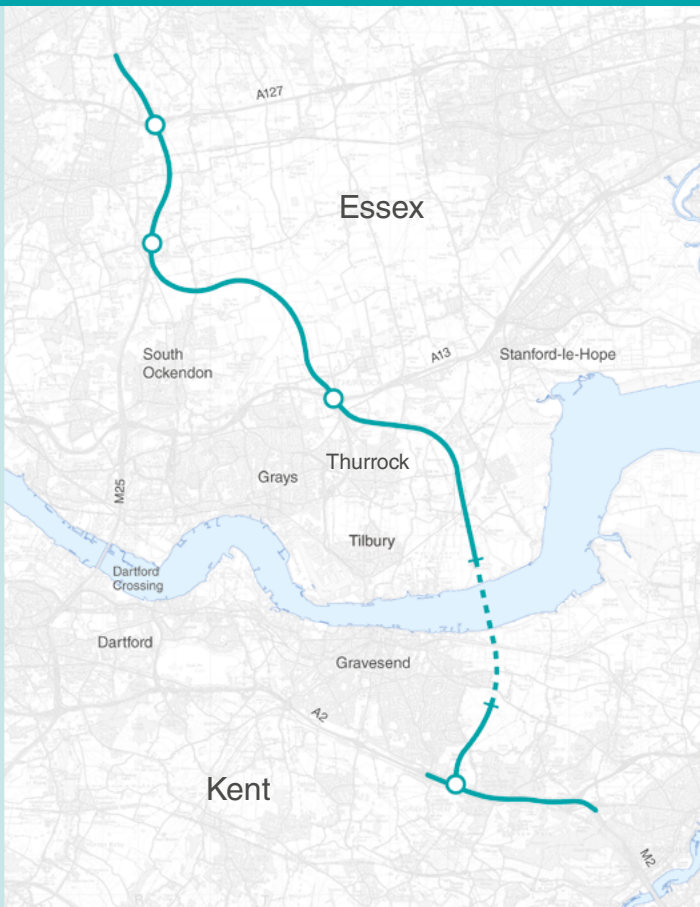 A127
Essex
South
Ockendon
A13
Stanford-le-Hope
Thurrock
Grays
M25
Tilbury
Dartford
Crossing
Dartford
Gravesend
A2
Kent
M2